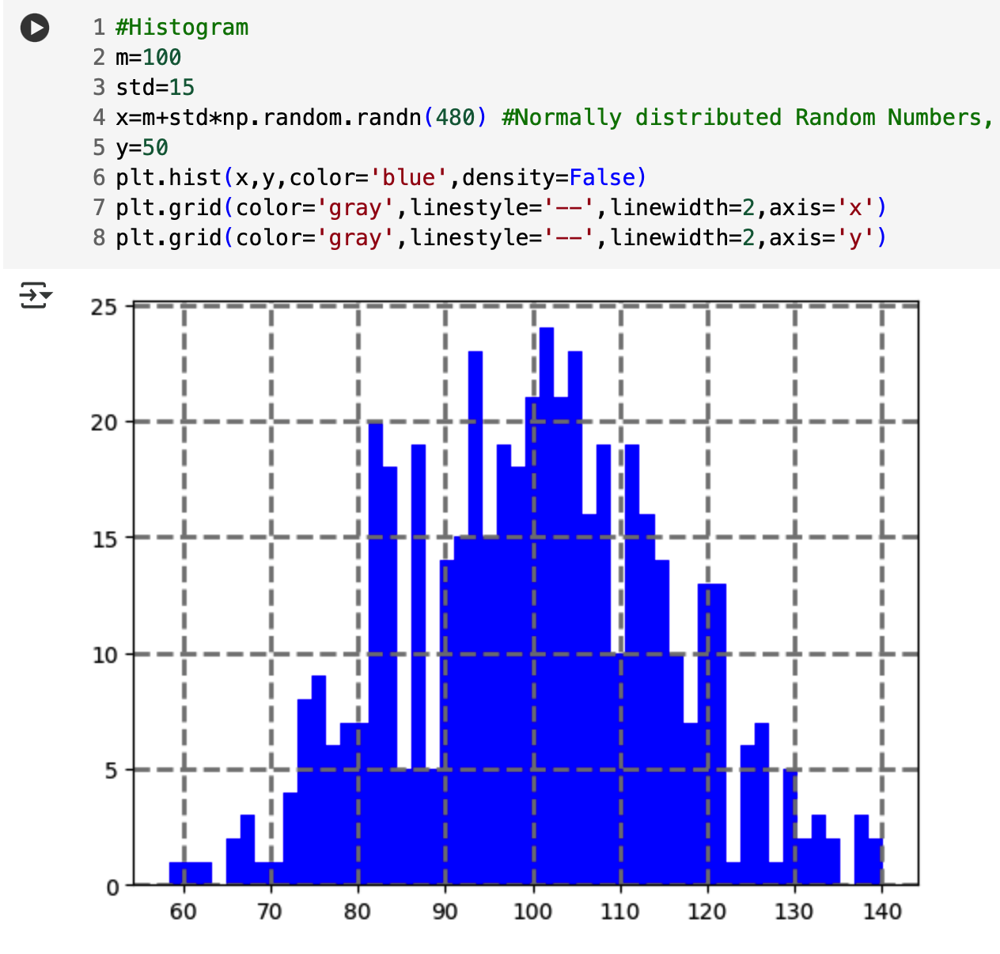 1 #Histogram
2 m=100
3 std=15
4 x=m+std*np.random.randn(480) #Normally distributed Random Numbers,
5 y=50
6 plt.hist(x,y,color='blue',density=False)
7 plt.grid(color='gray',linestyle='--',linewidth=2,axis='x')
8 plt.grid(color='gray',linestyle='--',linewidth=2,axis='y')
25
20
15
10
5
0
60 70 80 90 100 110 120 130 140